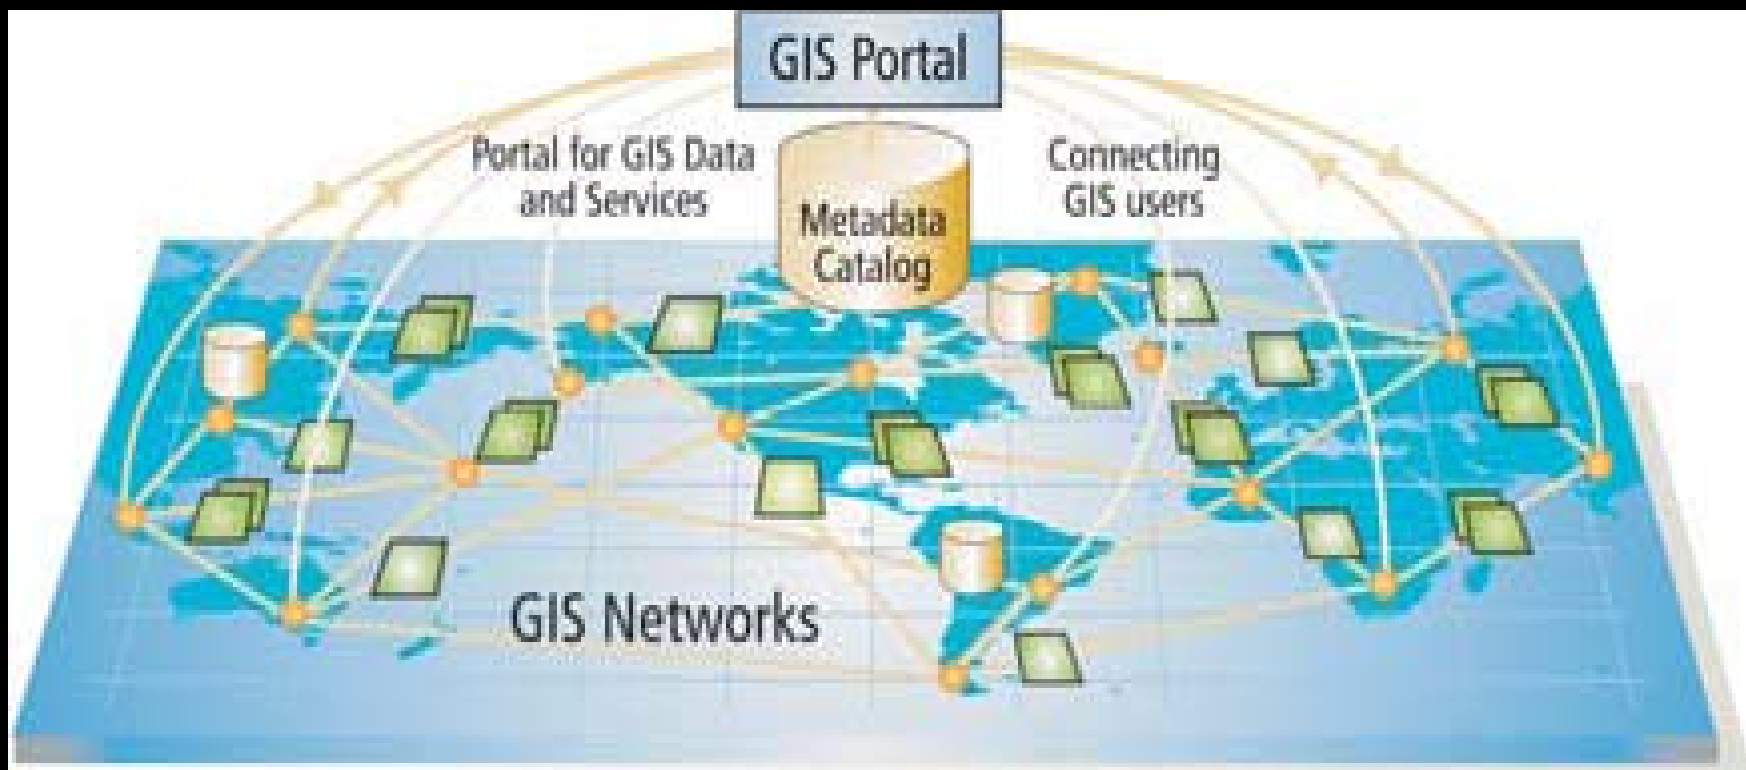 GIS Portal
Portal for GIS Data
and Services
Metadata
Catalog
Connecting
GIS users
GIS Networks